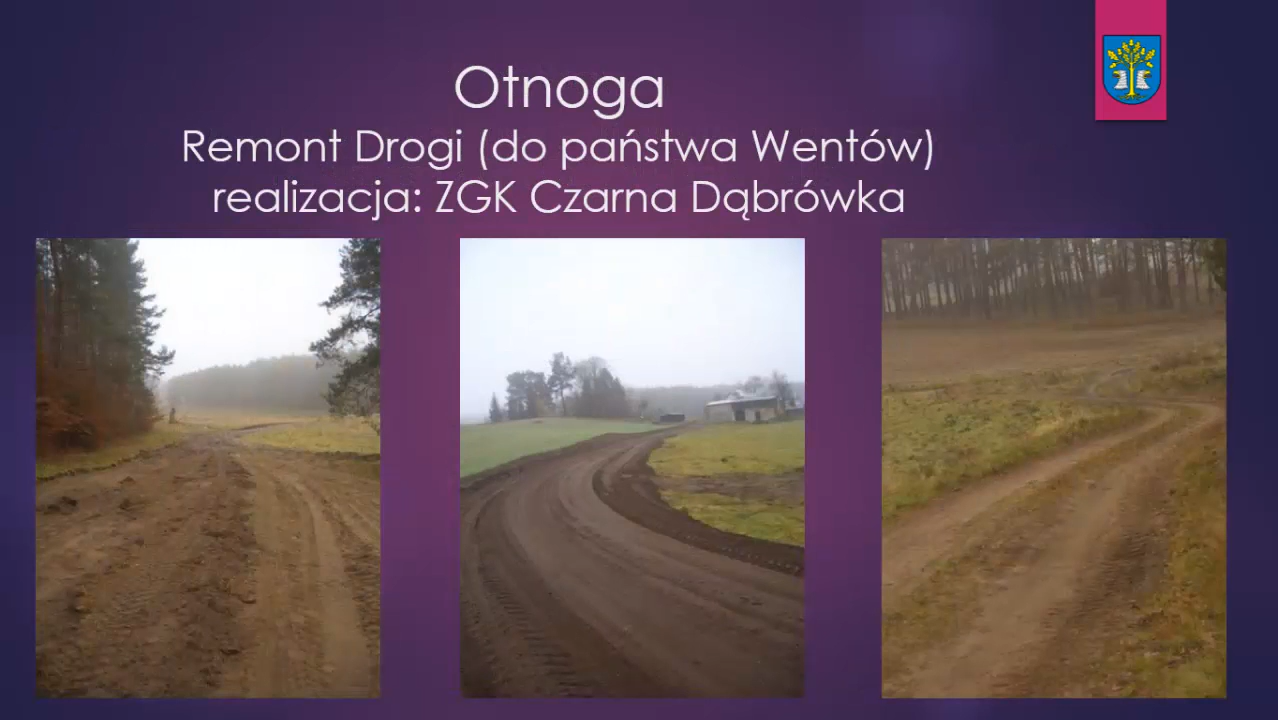 Otnoga
Remont Drogi (do państwa Wentów)
realizacja: ZGK Czarna Dąbrówka